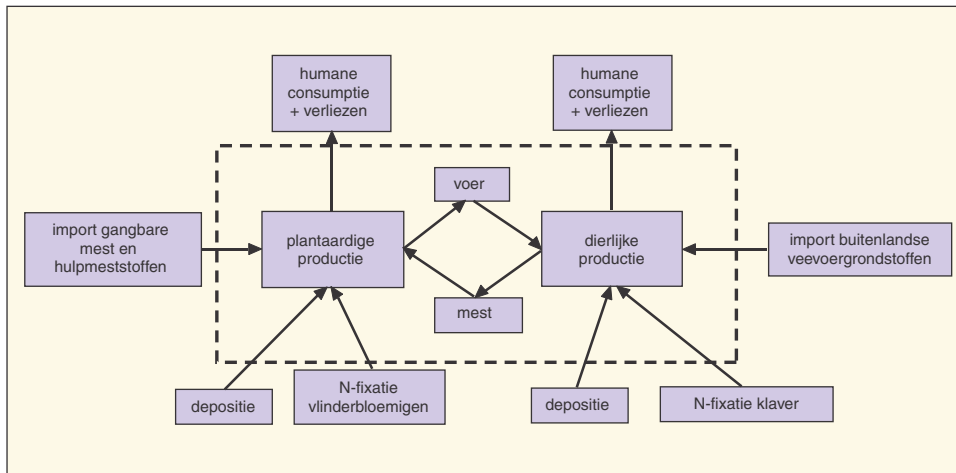 humane
consumptie
+ verliezen
humane
consumptie
+ verliezen
voer
import gangbare
mest en
hulpmeststoffen
plantaardige
productie
dierlijke
productie
import buitenlandse
veevoergrondstoffen
mest
depositie
N-fixatie
vlinderbloemigen
depositie
N-fixatie klaver